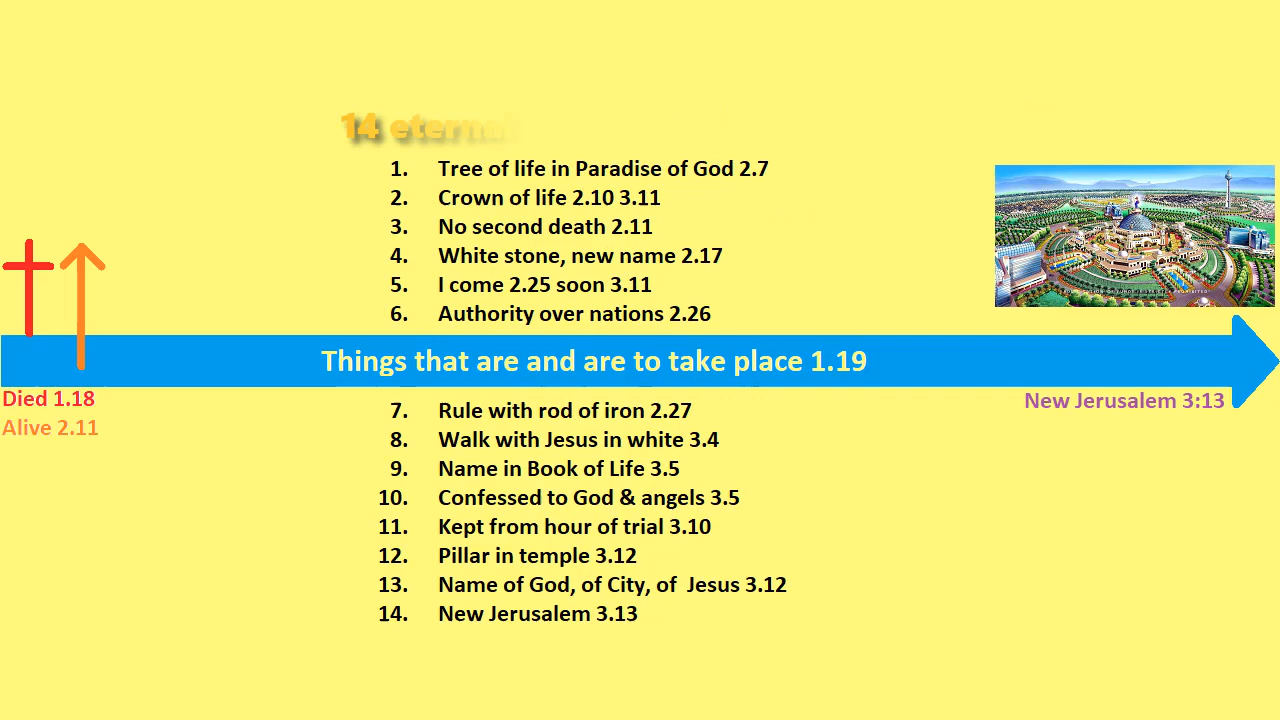 14 etern
1. Tree of life in Paradise of God 2.7
2. Crown of life 2.10 3.11
3. No second death 2.11
4. White stone, new name 2.17
5. I come 2.25 soon 3.11
6. Authority over nations 2.26
Things that are and are to take place 1.19
Died 1.18
Alive 2.11
New Jerusalem 3:13
7. Rule with rod of iron 2.27
8. Walk with Jesus in white 3.4
9. Name in Book of Life 3.5
10. Confessed to God & angels 3.5
11. Kept from hour of trial 3.10
12. Pillar in temple 3.12
13. Name of God, of City, of  Jesus 3.12
14. New Jerusalem 3.13